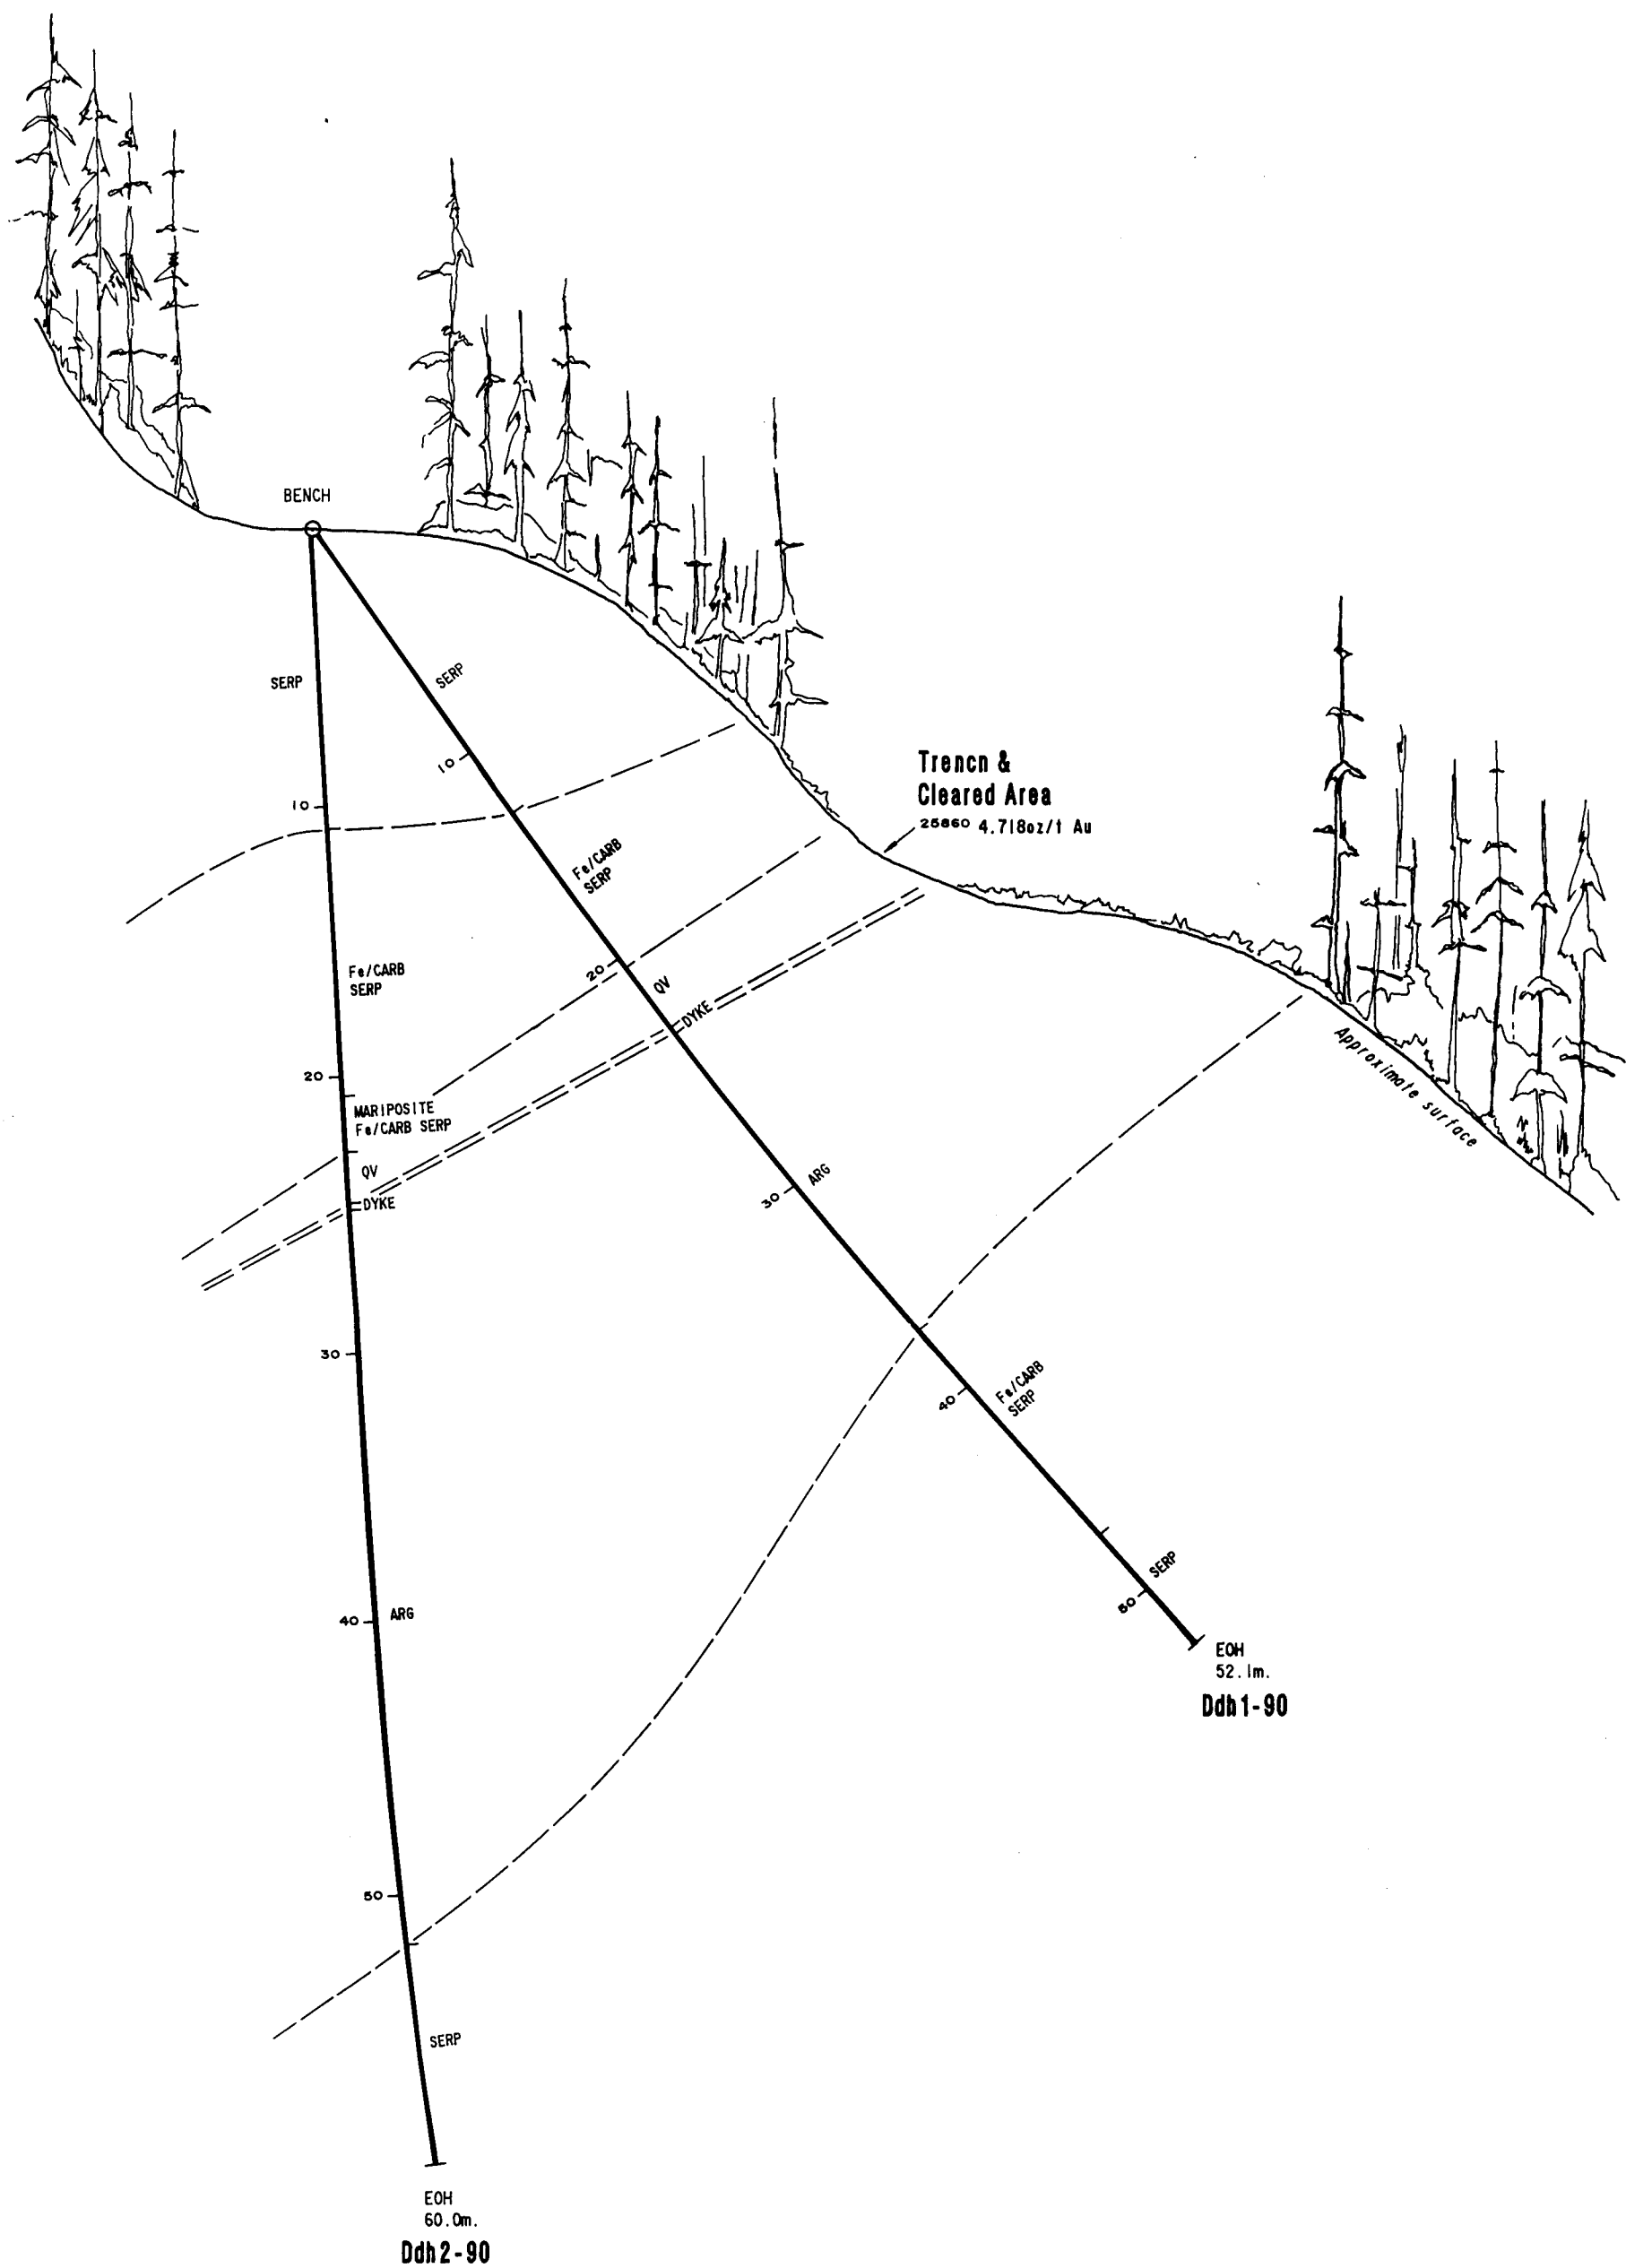 BENCH
SERP
SERP
10
10
Trencn &
Cleared Area
25860 4.718oz/t Au
Fe/CARB
SERP
Fe/CARB
SERP
20
QV
DYKE
Approximate surface
20
MARIPOSITE
Fe/CARB SERP
QV
DYKE
30
ARG
30
Fe/CARB
SERP
40
40
ARG
SERP
50
EOH
52.1m.
Ddh1-90
50
SERP
EOH
60.0m.
Ddh2-90